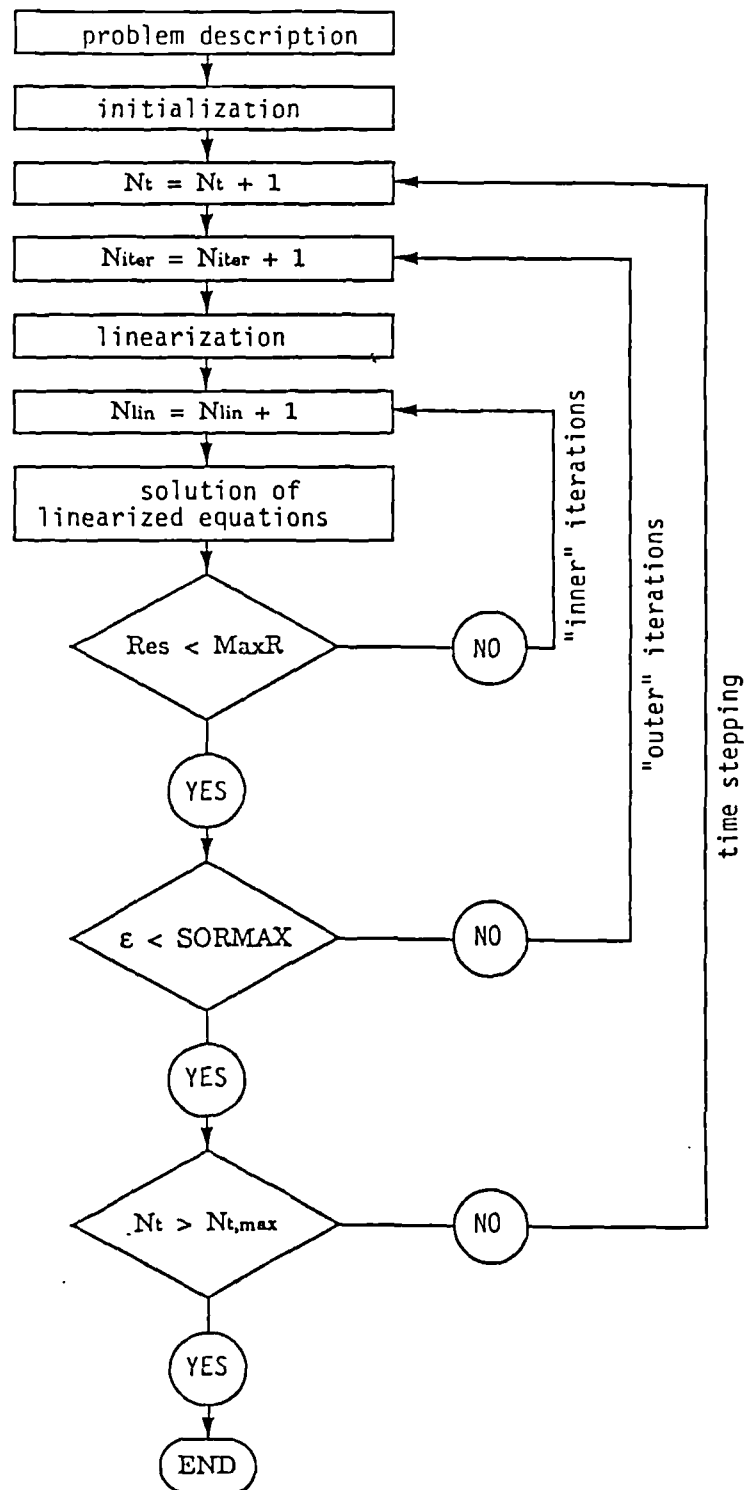 problem description
initialization
Nt = Nt + 1
Niter = Niter + 1
linearization
Nlin = Nlin + 1
solution of
linearized equations
Res < MaxR
NO
"inner" iterations
YES
ε < SORMAX
NO
"outer" iterations
YES
Nt > Nt,max
NO
time stepping
YES
END